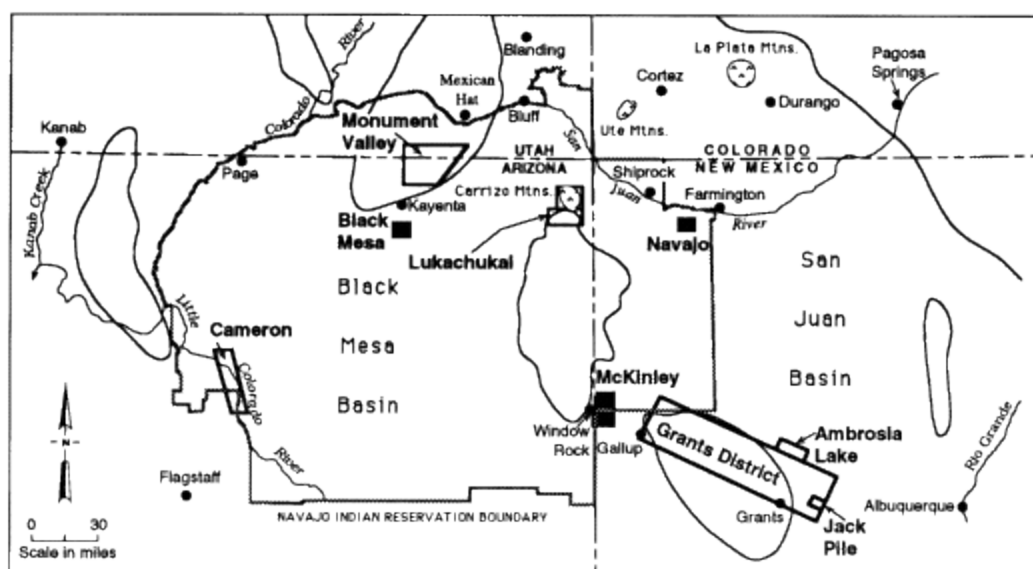 River
Blanding
La Plata Mtns.
Pagosa
Springs
Cortez
Durango
Mexican
Hat
Colorado
Bluff
Ute Mtns.
Kanab
Monument
Valley
San
UTAH
ARIZONA
COLORADO
NEW MEXICO
Page
Shiprock
Carrizo Mtns.
Juan
Farmington
Kayenta
River
Kanab Creek
Black
Mesa
Lukachukai
Navajo
San
Black
Juan
Little
Cameron
Mesa
Basin
Colorado
McKinley
Basin
Window
Rock
Gallup
Grants District
Ambrosia
Lake
Rio Grande
River
Flagstaff
N
Albuquerque
Grants
Jack
Pile
NAVAJO INDIAN RESERVATION BOUNDARY
0 30
Scale in miles